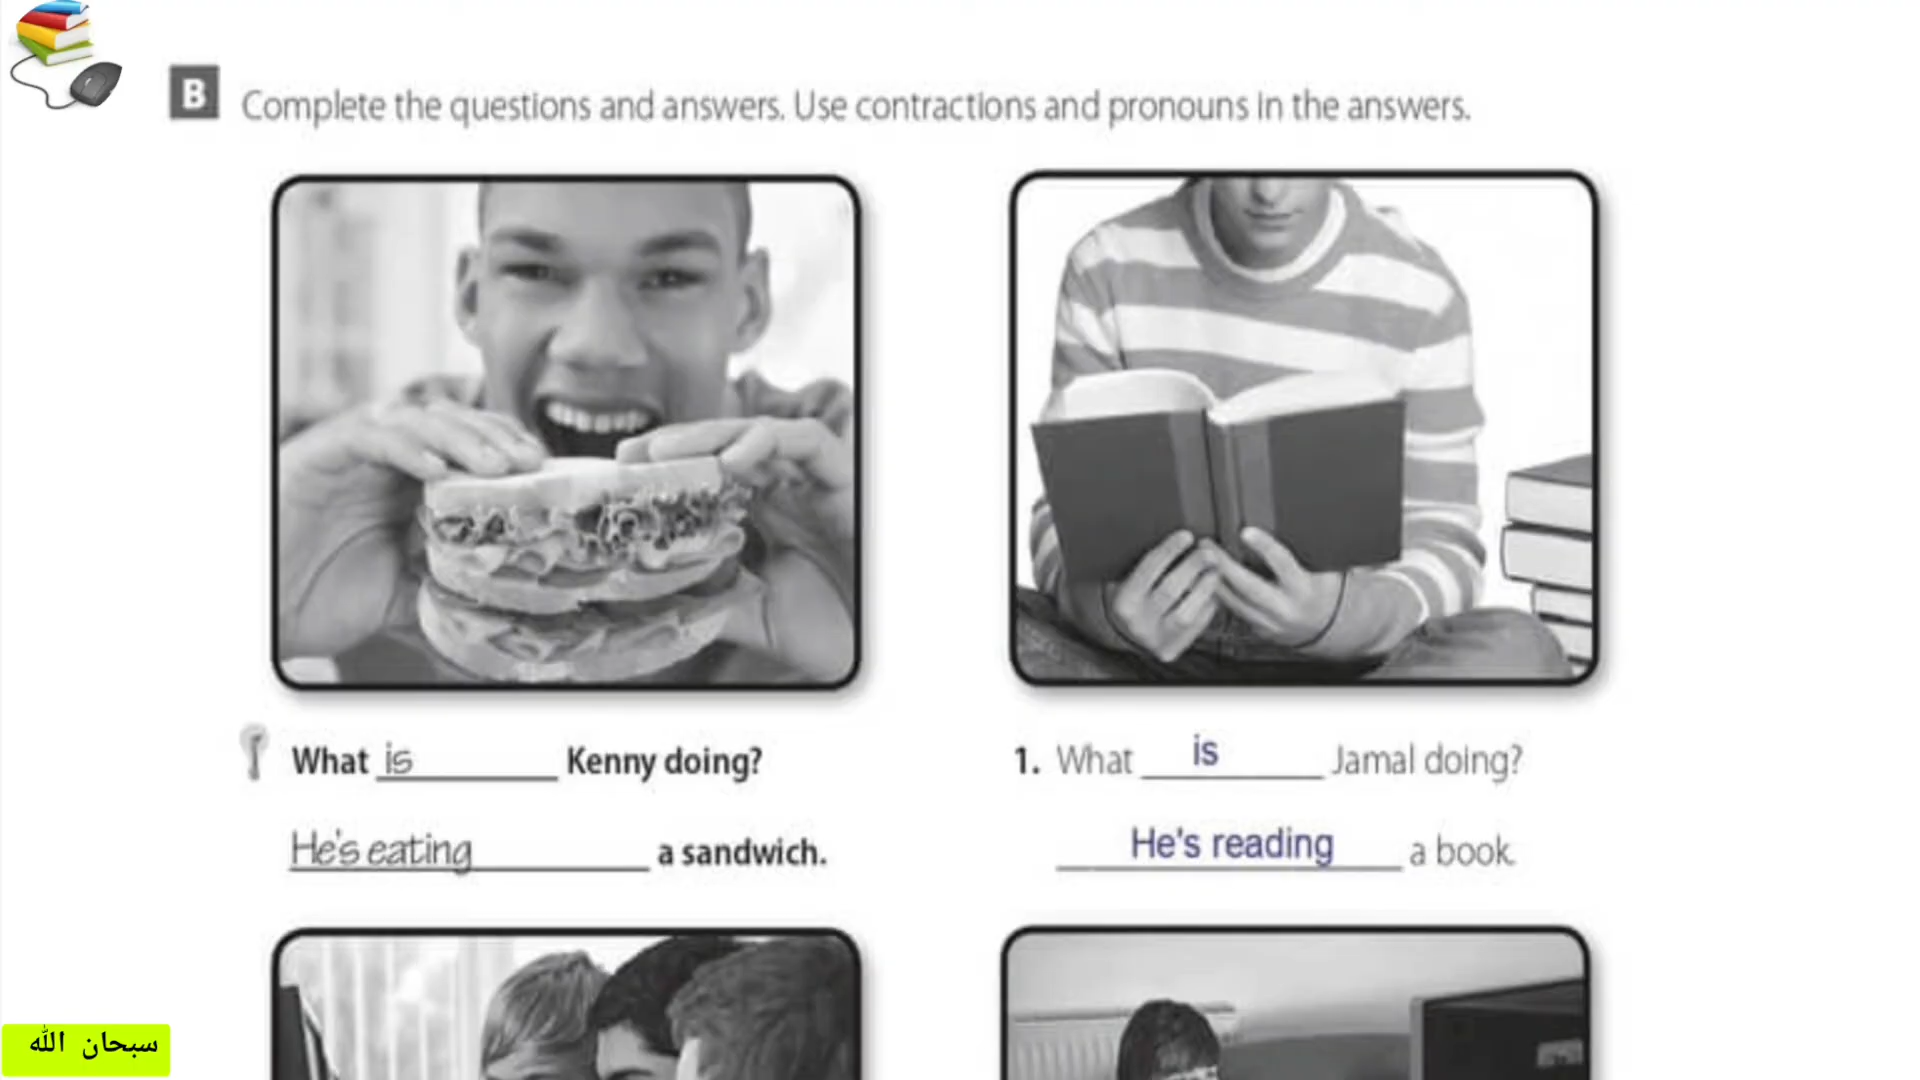 B Complete the questions and answers. Use contractions and pronouns in the answers.
What is Kenny doing?
He's eating a sandwich.
1. What is Jamal doing?
He's reading a book.
سبحان الله